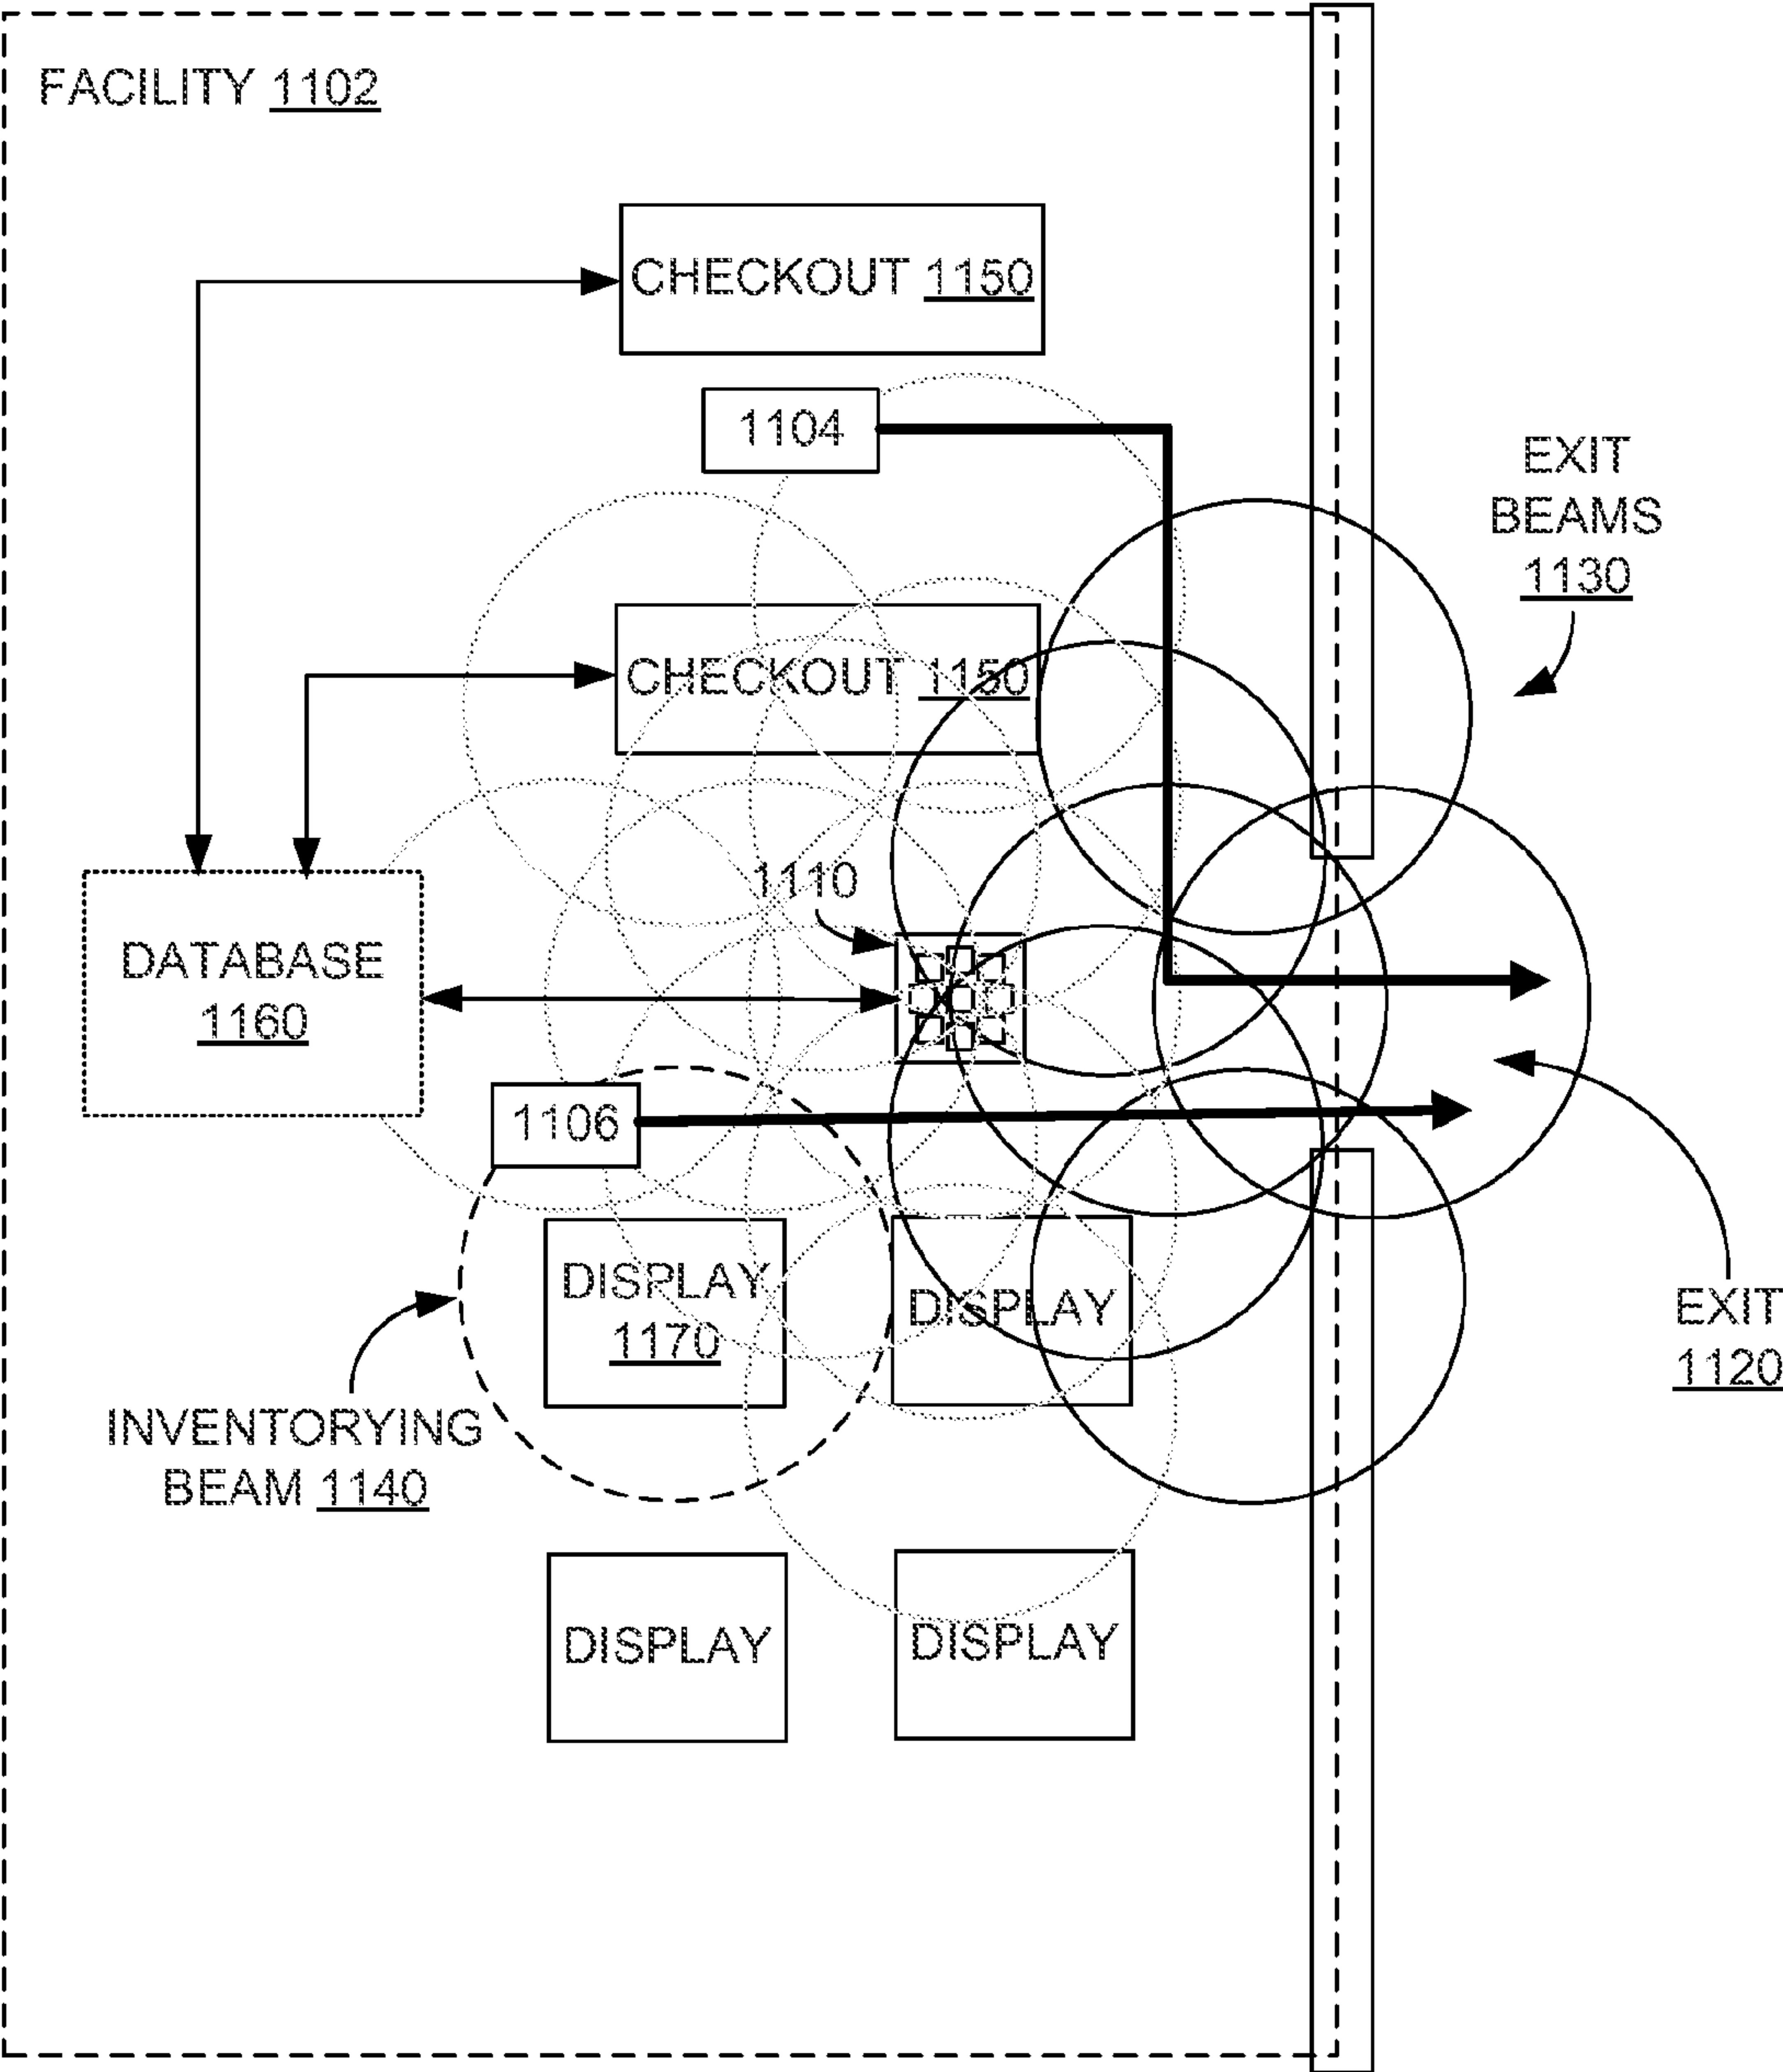 FACILITY 1102
CHECKOUT 1150
1104
EXIT
BEAMS
1130
CHECKOUT 1150
1110
DATABASE
1160
1106
DISPLAY
1170
DISPLAY
EXIT
1120
INVENTORYING
BEAM 1140
DISPLAY
DISPLAY